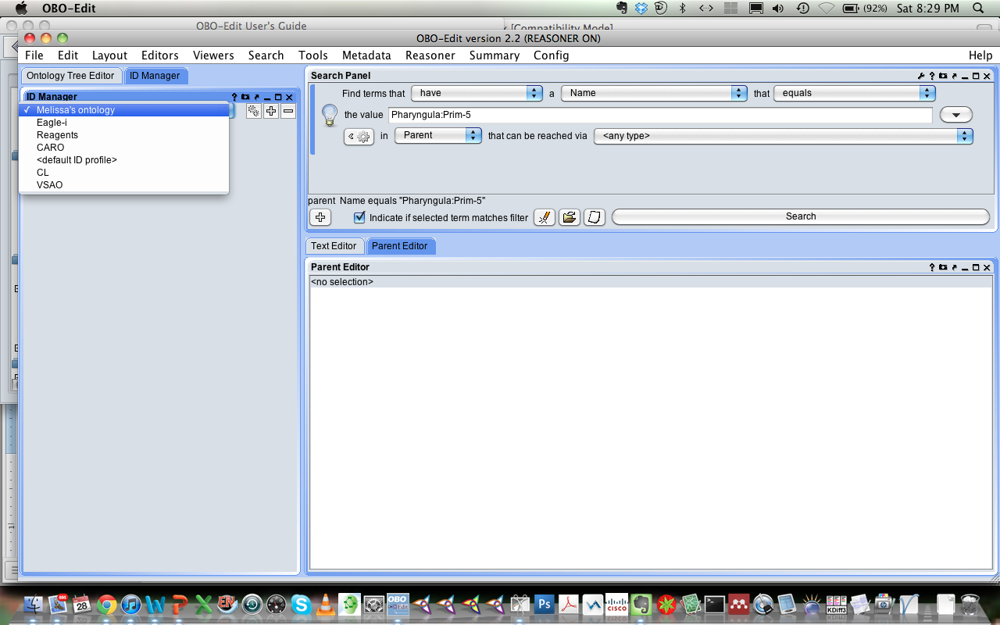 OBO-Edit
(92%) Sat 8:29 PM
OBO-Edit User's Guide
[Compatibility Mode]
OBO-Edit version 2.2 (REASONER ON)
File Edit Layout Editors Viewers Search Tools Metadata Reasoner Summary Config Help
Ontology Tree Editor ID Manager
ID Manager
✓ Melissa's ontology
Eagle-i
Reagents
CARO
<default ID profile>
CL
VSAO
Search Panel
Find terms that have a Name that equals
the value Pharyngula:Prim-5
< in Parent that can be reached via <any type>
parent Name equals "Pharyngula:Prim-5"
Indicate if selected term matches filter Search
Text Editor Parent Editor
Parent Editor
<no selection>
28
OBO
Edit
Ps
CISCO
KDiff3